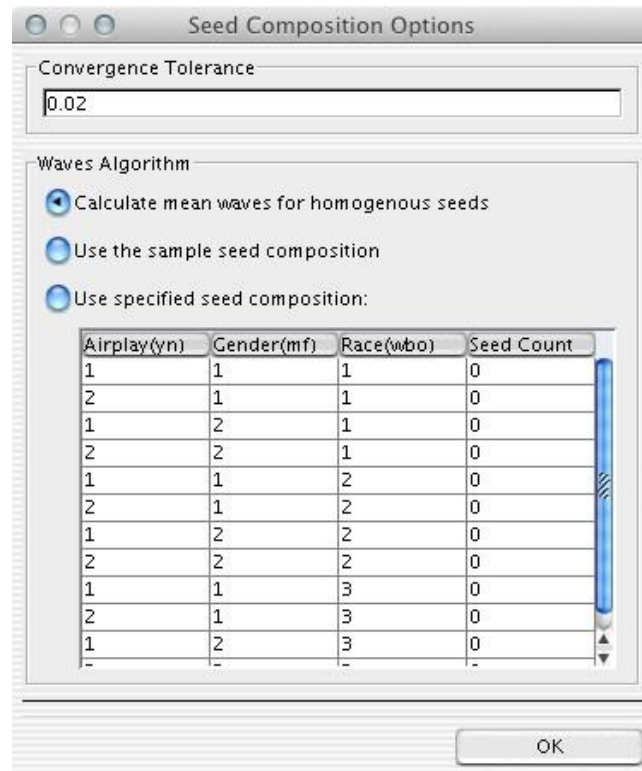 Seed Composition Options
Convergence Tolerance
0.02
Waves Algorithm
Calculate mean waves for homogenous seeds
Use the sample seed composition
Use specified seed composition:
Airplay(yn) Gender(mf) Race(wbo) Seed Count
1 1 1 0
2 1 1 0
1 2 1 0
2 2 1 0
1 1 2 0
2 1 2 0
1 2 2 0
2 2 2 0
1 1 3 0
2 1 3 0
1 2 3 0
OK